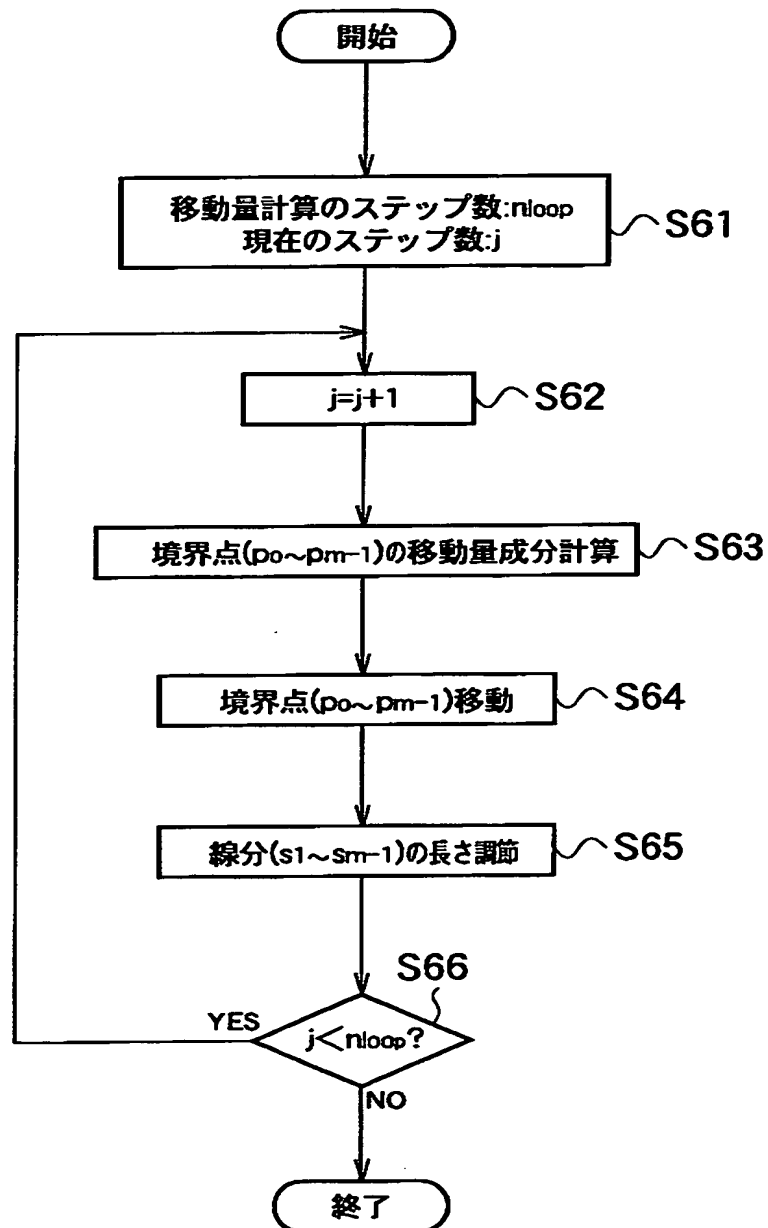 開始
移動量計算のステップ数:nloop
現在のステップ数:j
S61
j=j+1
S62
境界点(p0~pm-1)の移動量成分計算
S63
境界点(p0~pm-1)移動
S64
線分(s1~sm-1)の長さ調節
S65
S66
YES
j<nloop?
NO
終了